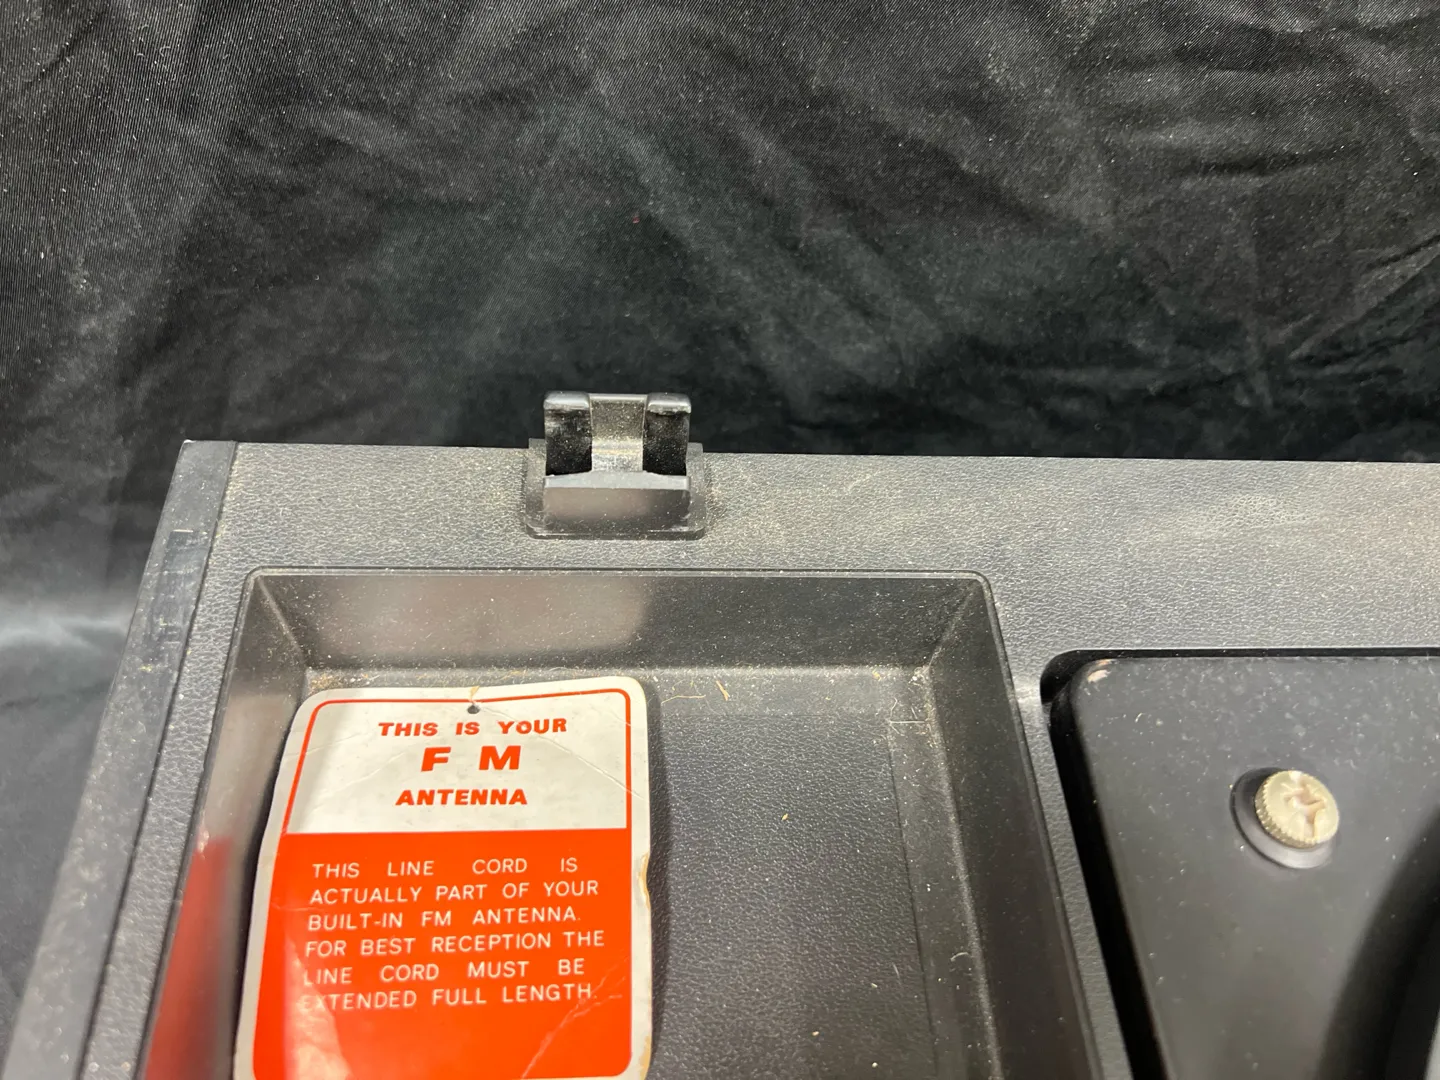 THIS IS YOUR
F M
ANTENNA
THIS LINE CORD IS
ACTUALLY PART OF YOUR
BUILT-IN FM ANTENNA.
FOR BEST RECEPTION THE
LINE CORD MUST BE
EXTENDED FULL LENGTH.